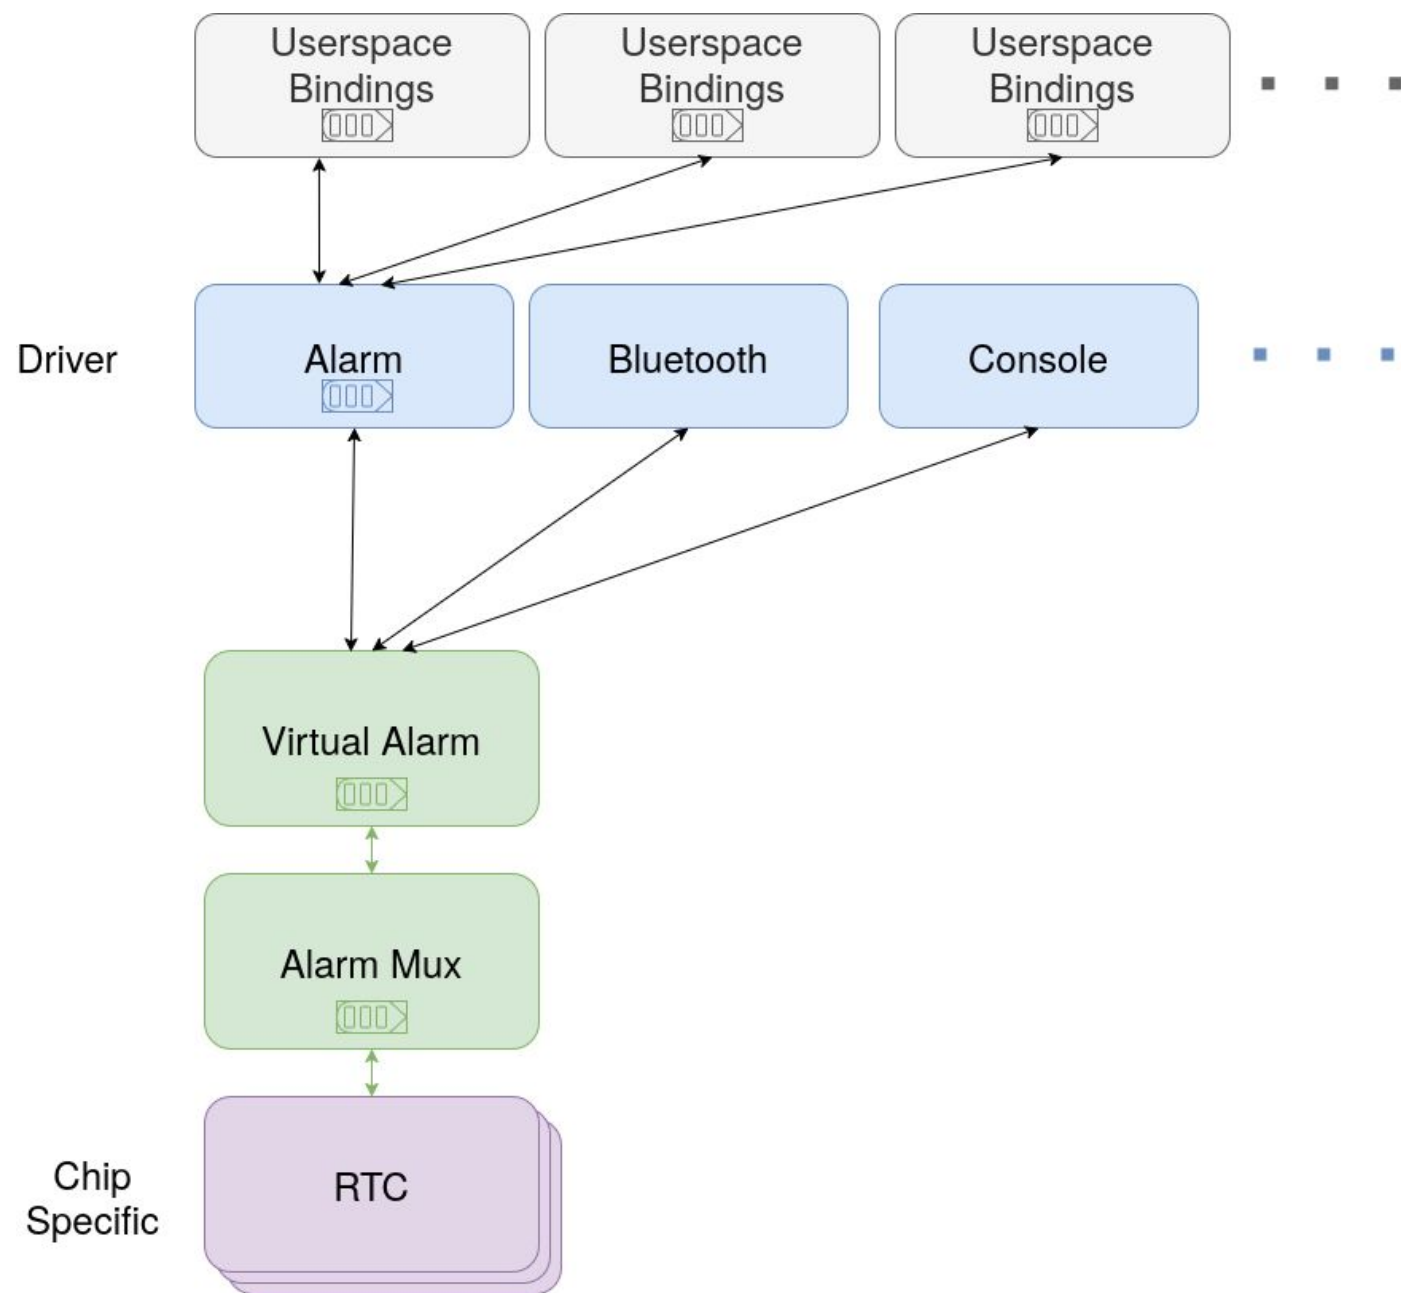 Userspace
Bindings
Userspace
Bindings
Userspace
Bindings
Driver
Alarm
Bluetooth
Console
Virtual Alarm
Alarm Mux
Chip
Specific
RTC